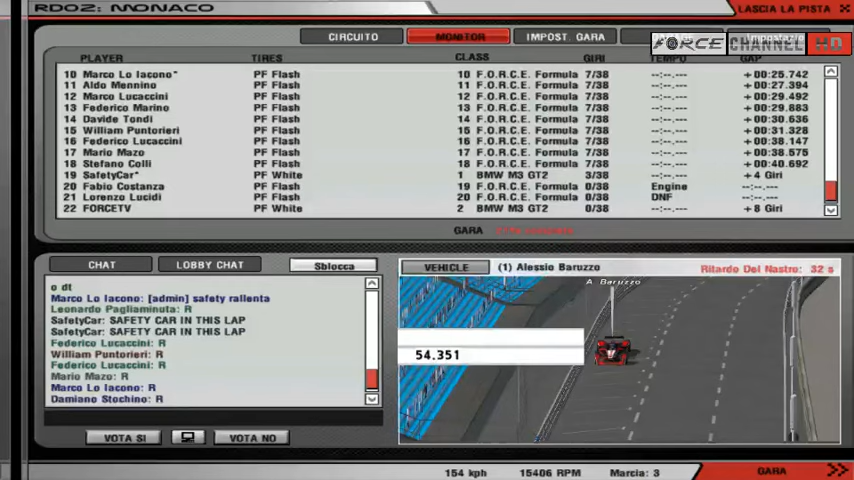 RD02: MONACO
LASCIA LA PISTA
CIRCUITO MONITOR IMPOST. GARA
FORCE CHANNEL HD
PLAYER TIRES CLASS GIRI TEMPO GAP
10 Marco Lo Iacono* PF Flash 10 F.O.R.C.E. Formula 7/38 --:--.--- +00:25.742
11 Aldo Mennino PF Flash 11 F.O.R.C.E. Formula 7/38 --:--.--- +00:27.394
12 Marco Lucaccini PF Flash 12 F.O.R.C.E. Formula 7/38 --:--.--- +00:29.492
13 Federico Marino PF Flash 13 F.O.R.C.E. Formula 7/38 --:--.--- +00:29.883
14 Davide Tondi PF Flash 14 F.O.R.C.E. Formula 7/38 --:--.--- +00:30.636
15 William Puntorieri PF Flash 15 F.O.R.C.E. Formula 7/38 --:--.--- +00:31.328
16 Federico Lucaccini PF Flash 16 F.O.R.C.E. Formula 7/38 --:--.--- +00:38.147
17 Mario Mazo PF Flash 17 F.O.R.C.E. Formula 7/38 --:--.--- +00:38.575
18 Stefano Colli PF Flash 18 F.O.R.C.E. Formula 7/38 --:--.--- +00:40.692
19 SafetyCar* PF White 1 BMW M3 GT2 3/38 --:--.--- +4 Giri
20 Fabio Costanza PF Flash 19 F.O.R.C.E. Formula 0/38 Engine --:--.---
21 Lorenzo Lucidi PF Flash 20 F.O.R.C.E. Formula 0/38 DNF --:--.---
22 FORCETV PF White 2 BMW M3 GT2 0/38 --:--.--- +8 Giri
GARA
CHAT LOBBY CHAT Sblocca
o dt
Marco Lo Iacono: [admin] safety rallenta
Leonardo Pagliaminuta: R
SafetyCar: SAFETY CAR IN THIS LAP
SafetyCar: SAFETY CAR IN THIS LAP
Federico Lucaccini: R
William Puntorieri: R
Federico Lucaccini: R
Mario Mazo: R
Marco Lo Iacono: R
Damiano Stochino: R
VOTA SI VOTA NO
VEHICLE (1) Alessio Baruzzo Ritardo Del Nastro: 32 s
A. Baruzzo
54.351
154 kph 15406 RPM Marcia: 3 GARA